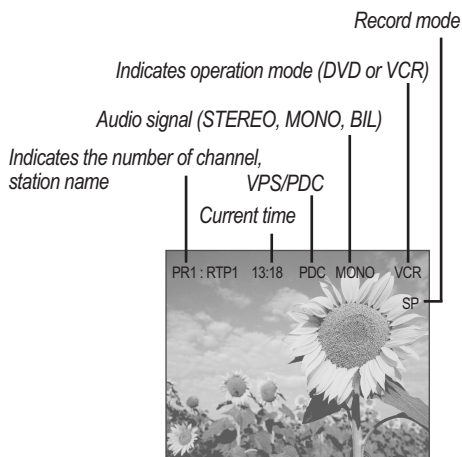 Record mode
Indicates operation mode (DVD or VCR)
Audio signal (STEREO, MONO, BIL)
Indicates the number of channel,
station name
VPS/PDC
Current time
PR1 : RTP1 13:18 PDC MONO VCR
SP